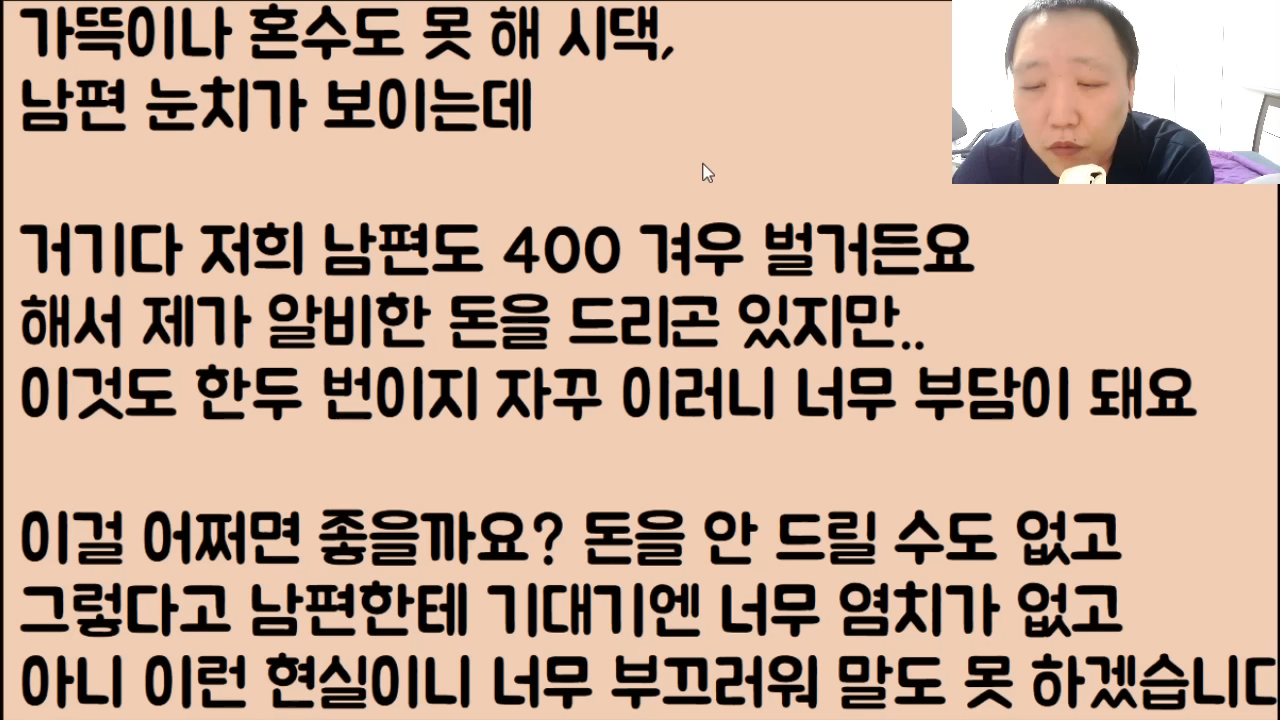 가뜩이나 혼수도 못 해 시댁,
남편 눈치가 보이는데
거기다 저희 남편도 400 겨우 벌거든요
해서 제가 알비한 돈을 드리곤 있지만..
이것도 한두 번이지 자꾸 이러니 너무 부담이 돼요
이걸 어쩌면 좋을까요? 돈을 안 드릴 수도 없고
그렇다고 남편한테 기대기엔 너무 염치가 없고
아니 이런 현실이니 너무 부끄러워 말도 못 하겠습니다